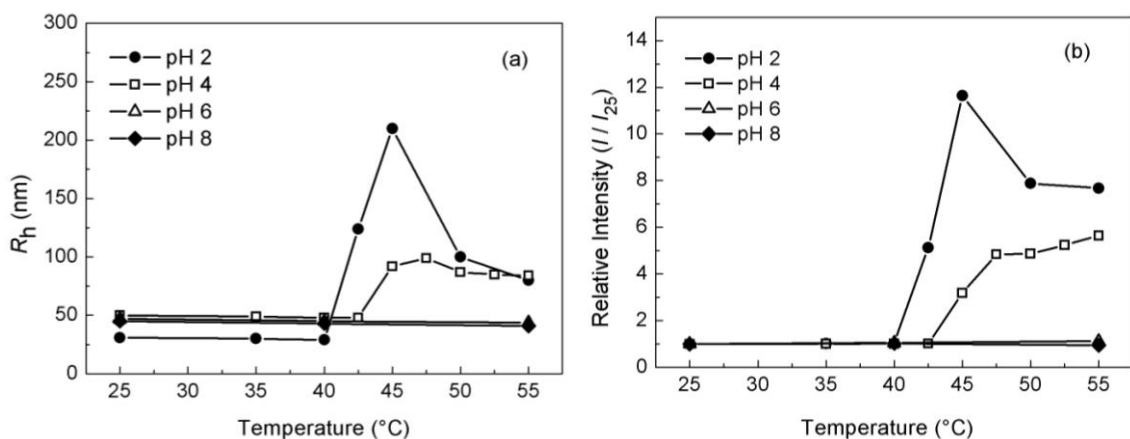 300
250
200
150
100
50
0
25 30 35 40 45 50 55
Rh (nm)
Temperature (°C)
pH 2
pH 4
pH 6
pH 8
(a)
14
12
10
8
6
4
2
0
25 30 35 40 45 50 55
Relative Intensity (I / I25)
Temperature (°C)
pH 2
pH 4
pH 6
pH 8
(b)